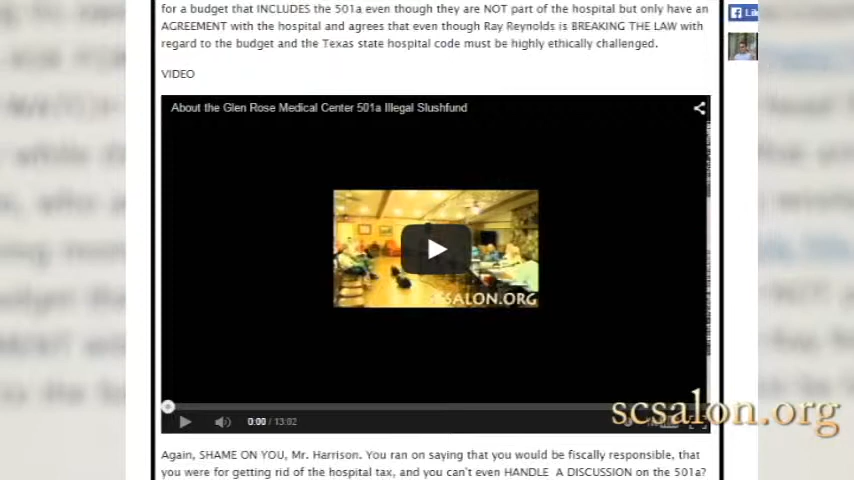 for a budget that INCLUDES the 501a even though they are NOT part of the hospital but only have an
AGREEMENT with the hospital and agrees that even though Ray Reynolds is BREAKING THE LAW with
regard to the budget and the Texas state hospital code must be highly ethically challenged.
VIDEO
About the Glen Rose Medical Center 501a Illegal Slushfund
SCSALON.ORG
0:00 / 13:02
scsalon.org
Again, SHAME ON YOU, Mr. Harrison. You ran on saying that you would be fiscally responsible, that
you were for getting rid of the hospital tax, and you can't even HANDLE A DISCUSSION on the 501a?